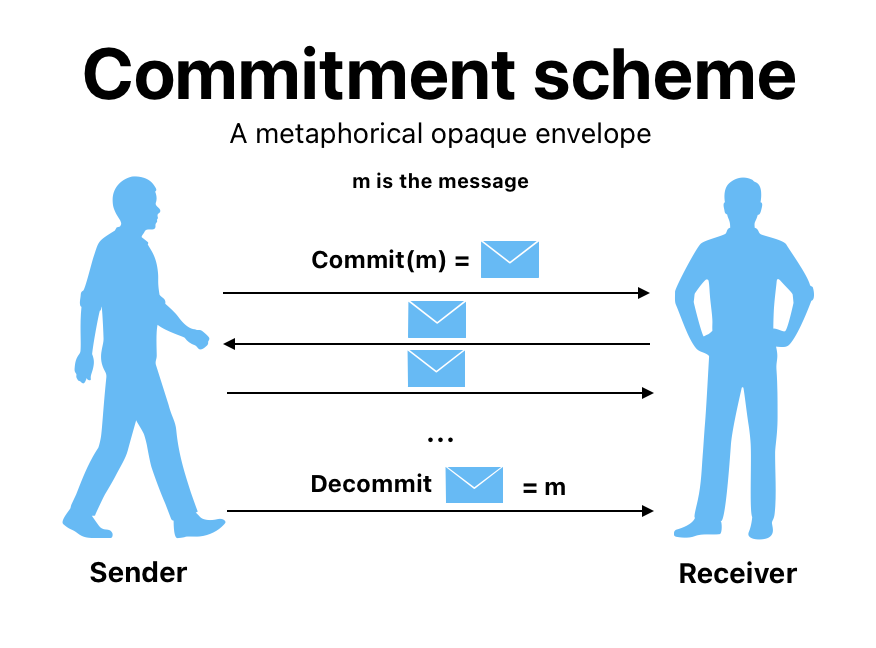 Commitment scheme
A metaphorical opaque envelope
m is the message
Commit(m) =
...
Decommit = m
Sender
Receiver